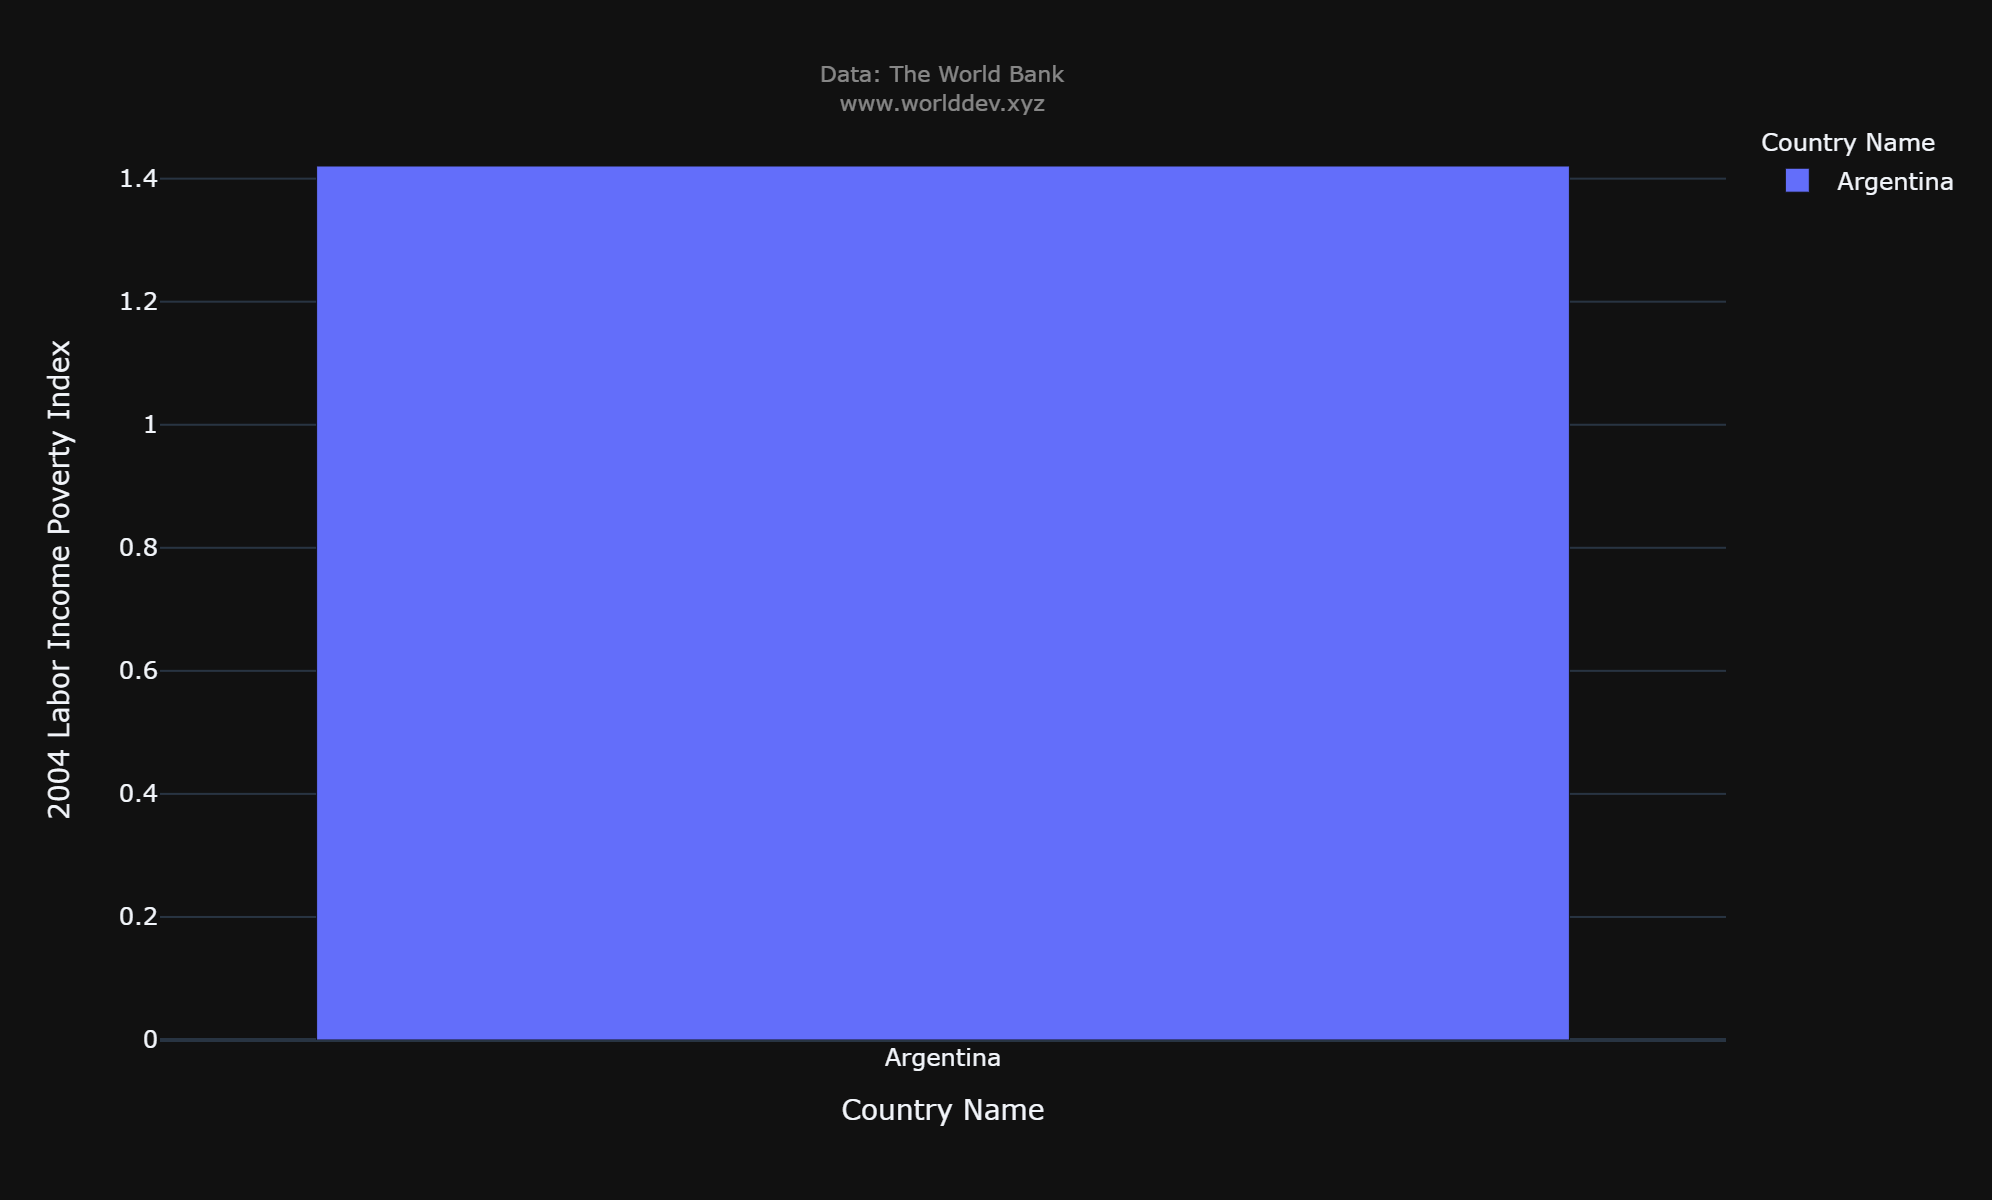 Data: The World Bank
www.worlddev.xyz
Country Name
Argentina
1.4
1.2
1
0.8
0.6
0.4
0.2
0
2004 Labor Income Poverty Index
Argentina
Country Name